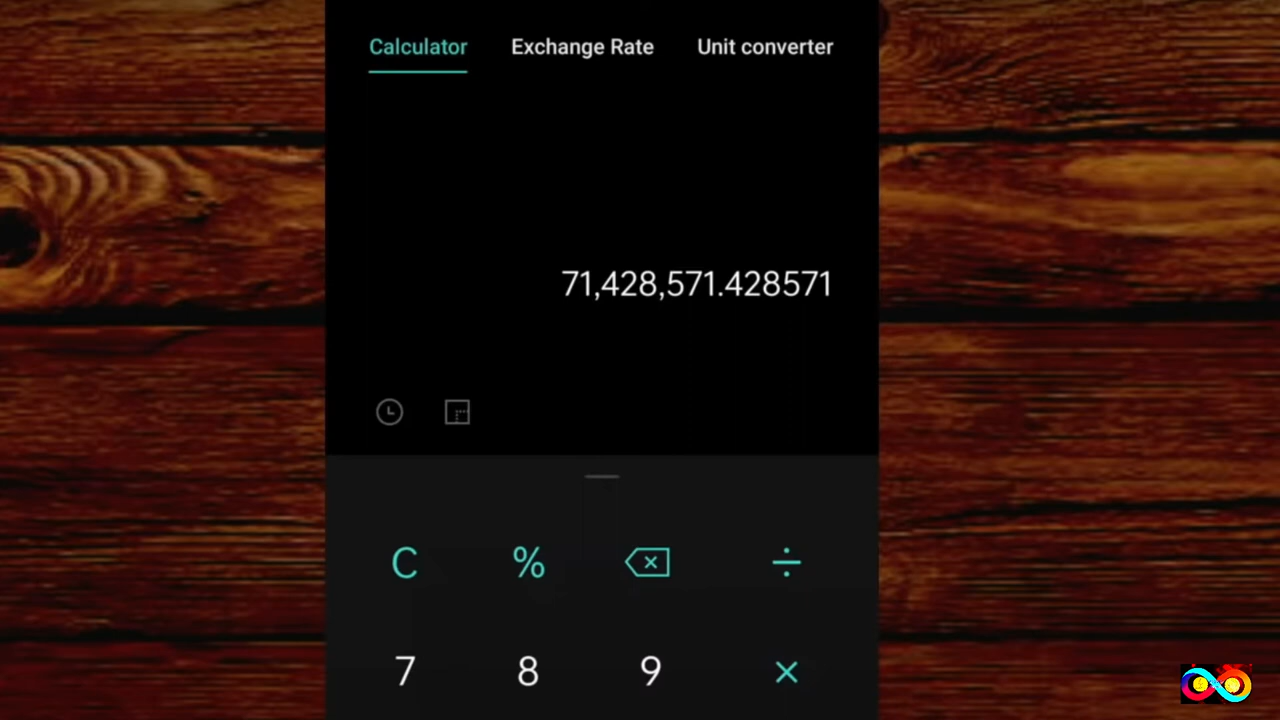 Calculator Exchange Rate Unit converter
71,428,571.428571
C % ÷
7 8 9 ×